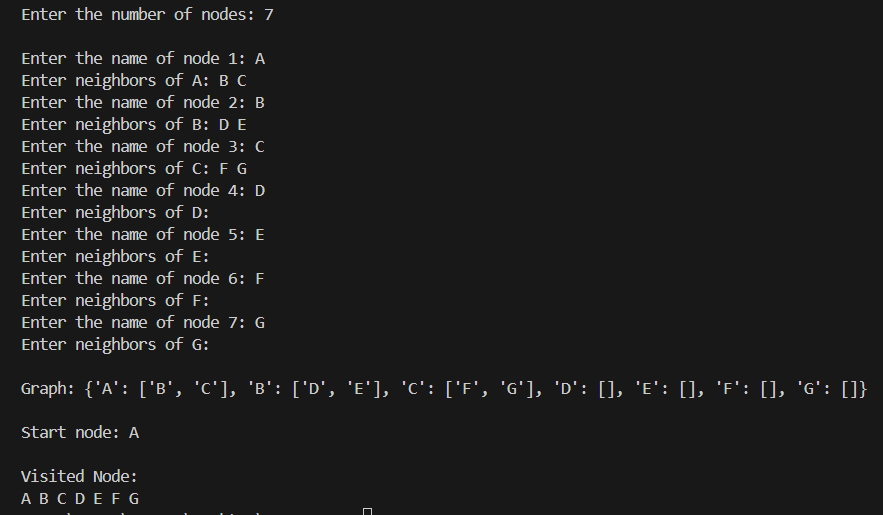 Enter the number of nodes: 7
Enter the name of node 1: A
Enter neighbors of A: B C
Enter the name of node 2: B
Enter neighbors of B: D E
Enter the name of node 3: C
Enter neighbors of C: F G
Enter the name of node 4: D
Enter neighbors of D:
Enter the name of node 5: E
Enter neighbors of E:
Enter the name of node 6: F
Enter neighbors of F:
Enter the name of node 7: G
Enter neighbors of G:
Graph: {'A': ['B', 'C'], 'B': ['D', 'E'], 'C': ['F', 'G'], 'D': [], 'E': [], 'F': [], 'G': []}
Start node: A
Visited Node:
A B C D E F G